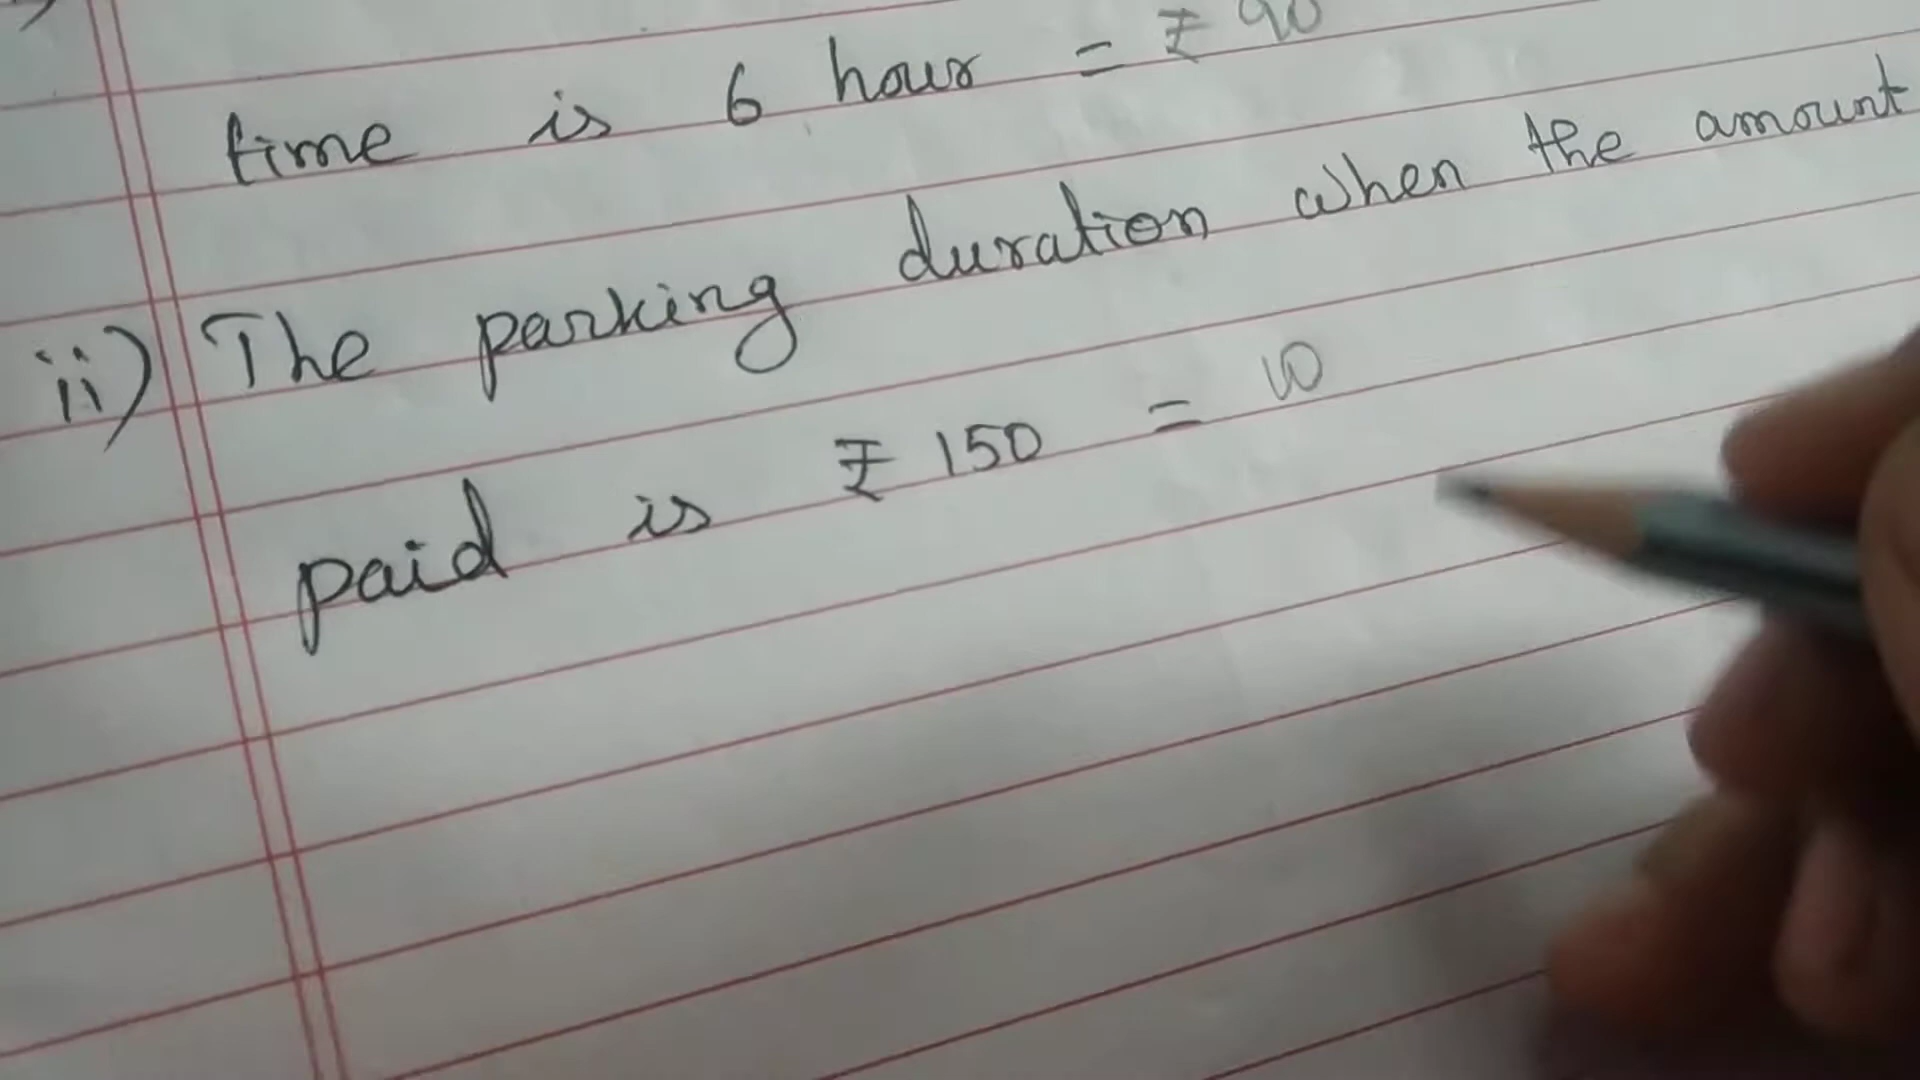 time is 6 hour = ₹ 90
ii) The parking duration when the amount
paid is ₹ 150 = 10